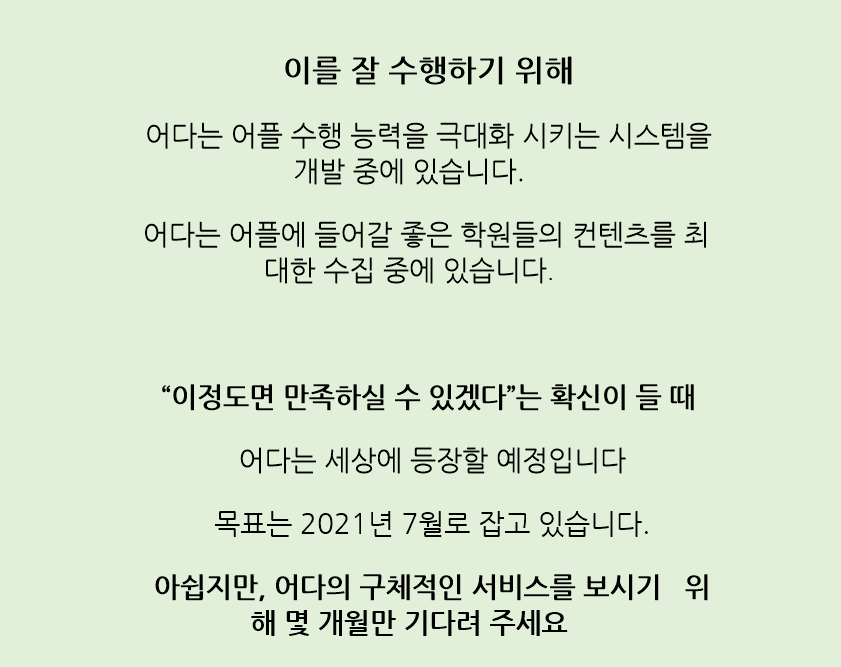 이를 잘 수행하기 위해
어다는 어플 수행 능력을 극대화 시키는 시스템을
개발 중에 있습니다.
어다는 어플에 들어갈 좋은 학원들의 컨텐츠를 최
대한 수집 중에 있습니다.
“이정도면 만족하실 수 있겠다”는 확신이 들 때
어다는 세상에 등장할 예정입니다
목표는 2021년 7월로 잡고 있습니다.
아쉽지만, 어다의 구체적인 서비스를 보시기 위
해 몇 개월만 기다려 주세요